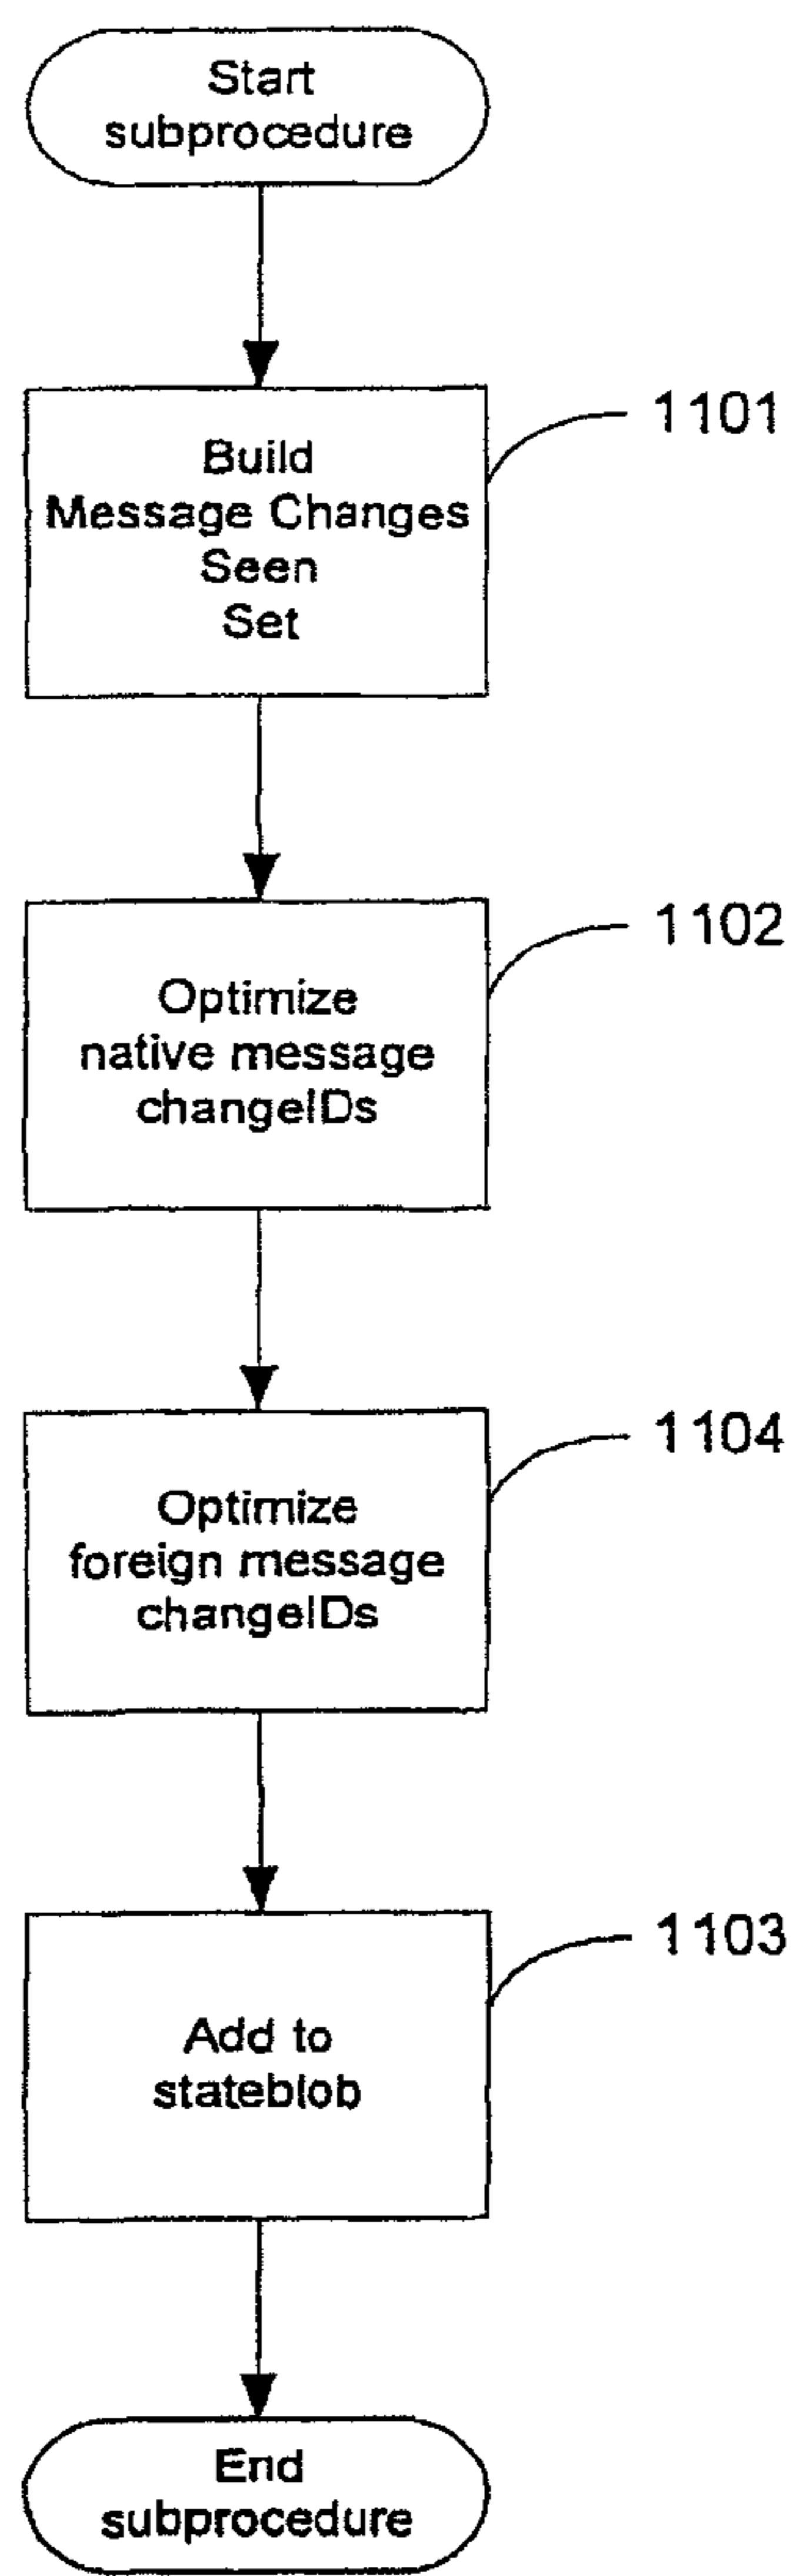 Start
subprocedure
1101
Build
Message Changes
Seen
Set
1102
Optimize
native message
changeIDs
1104
Optimize
foreign message
changeIDs
1103
Add to
stateblob
End
subprocedure